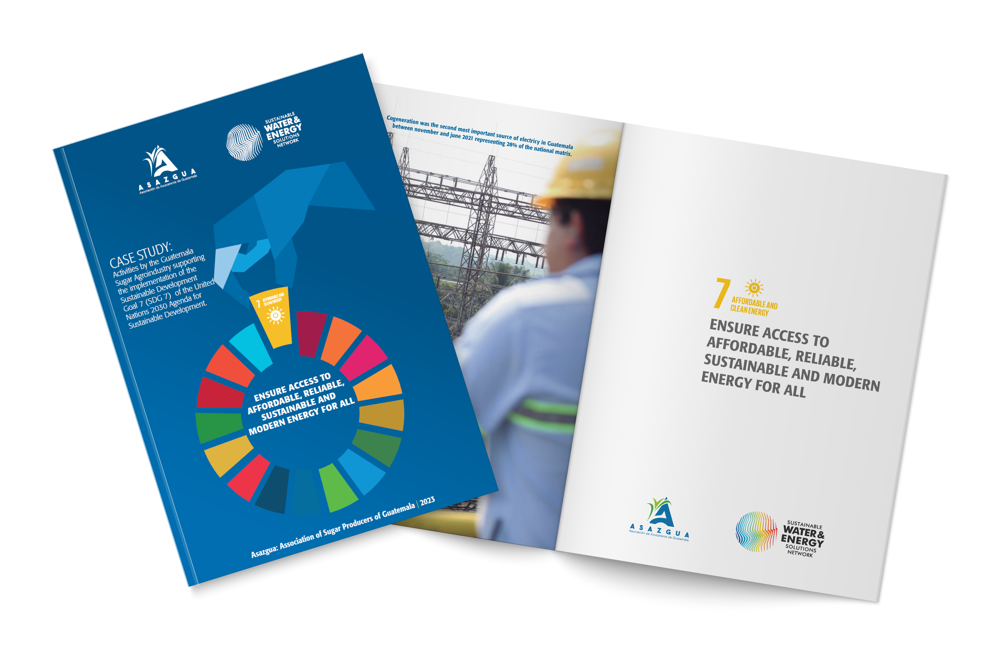 ASAZGUA
Asociación de Azucareros de Guatemala
SUSTAINABLE
WATER &
ENERGY
SOLUTIONS
NETWORK
CASE STUDY:
Activities by the Guatemala
Sugar Agroindustry supporting
the implementation of the
Sustainable Development
Goal 7 (SDG 7) of the United
Nations 2030 Agenda for
Sustainable Development.
7 AFFORDABLE AND
CLEAN ENERGY
ENSURE ACCESS TO
AFFORDABLE, RELIABLE,
SUSTAINABLE AND
MODERN ENERGY FOR ALL
Asazgua: Association of Sugar Producers of Guatemala | 2023
Cogeneration was the second most important source of electricy in Guatemala
between november and june 2021 representing 28% of the national matrix.
7
AFFORDABLE AND
CLEAN ENERGY
ENSURE ACCESS TO
AFFORDABLE, RELIABLE,
SUSTAINABLE AND MODERN
ENERGY FOR ALL
ASAZGUA
Asociación de Azucareros de Guatemala
SUSTAINABLE
WATER &
ENERGY
SOLUTIONS
NETWORK